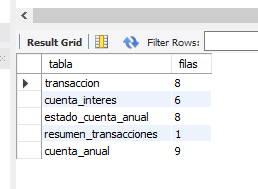 Result Grid Filter Rows:
tabla filas
transaccion 8
cuenta_interes 6
estado_cuenta_anual 8
resumen_transacciones 1
cuenta_anual 9